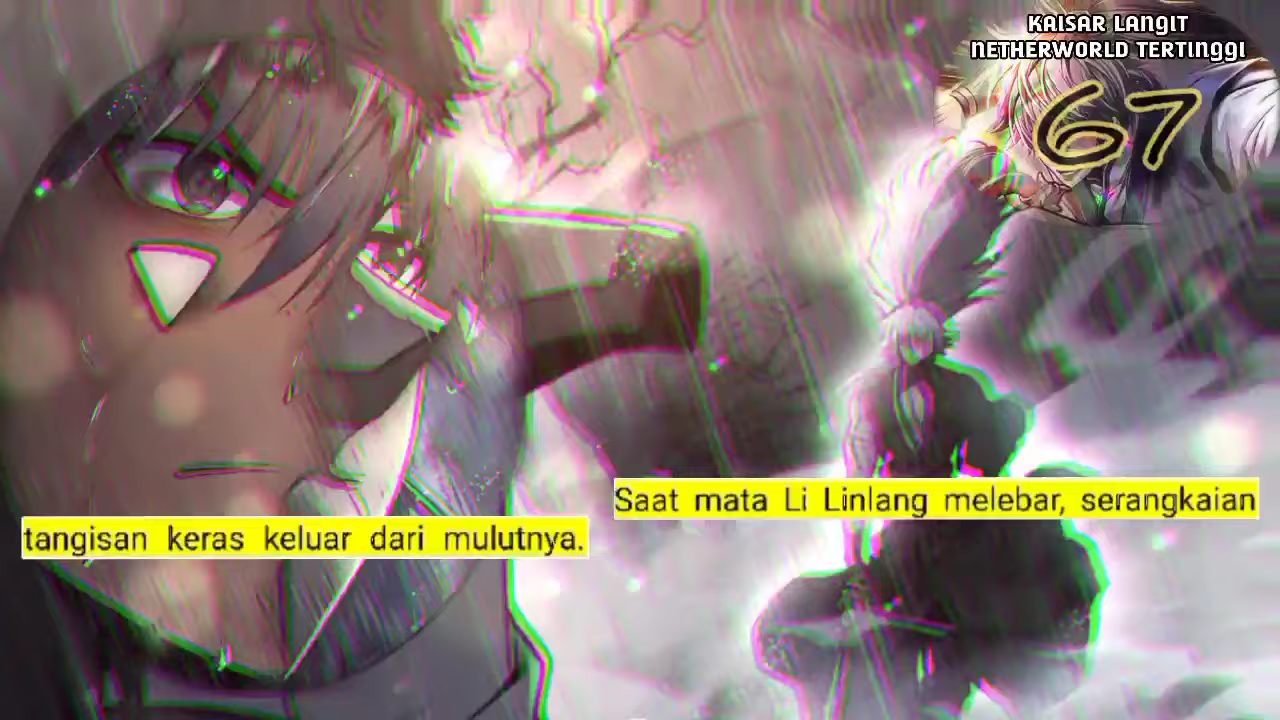 KAISAR LANGIT
NETHERWORLD TERTINGGI
67
Saat mata Li Linlang melebar, serangkaian
tangisan keras keluar dari mulutnya.